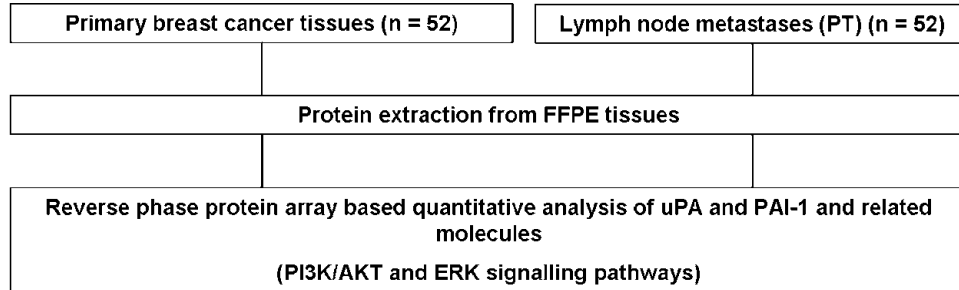 Primary breast cancer tissues (n = 52)
Lymph node metastases (PT) (n = 52)
Protein extraction from FFPE tissues
Reverse phase protein array based quantitative analysis of uPA and PAI-1 and related
molecules
(PI3K/AKT and ERK signalling pathways)